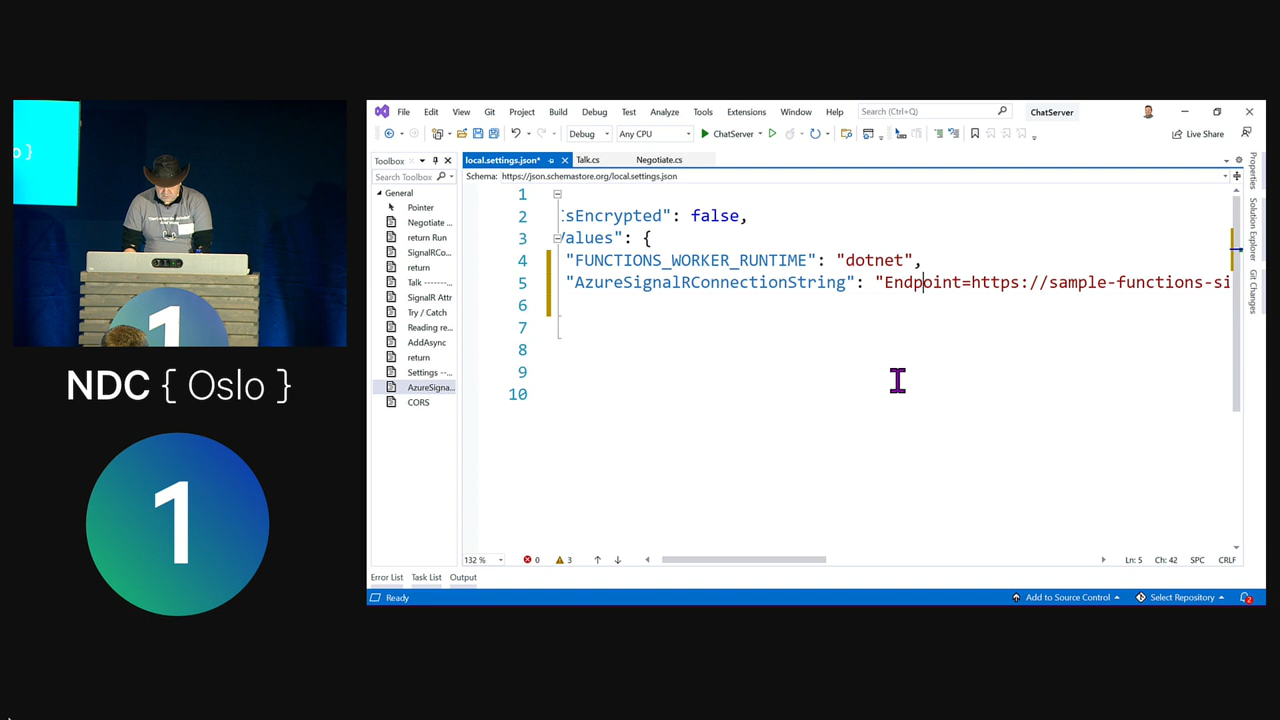 o }
1
NDC { Oslo }
1
File Edit View Git Project Build Debug Test Analyze Tools Extensions Window Help Search (Ctrl+Q) ChatServer
Debug Any CPU ChatServer Live Share
Toolbox
Search Toolbox
General
Pointer
Negotiate ...
return Run
SignalRCo...
return
Talk -------...
SignalR Attr
Try / Catch
Reading re...
AddAsync
return
Settings --...
AzureSigna...
CORS
local.settings.json* Talk.cs Negotiate.cs
Schema: https://json.schemastore.org/local.settings.json
1
2 IsEncrypted": false,
3 Values": {
4 "FUNCTIONS_WORKER_RUNTIME": "dotnet",
5 "AzureSignalRConnectionString": "Endpoint=https://sample-functions-si
6
7
8
9
10
132 % 0 3 Ln: 5 Ch: 42 SPC CRLF
Properties
Solution Explorer
Git Changes
Error List Task List Output
Ready Add to Source Control Select Repository 2